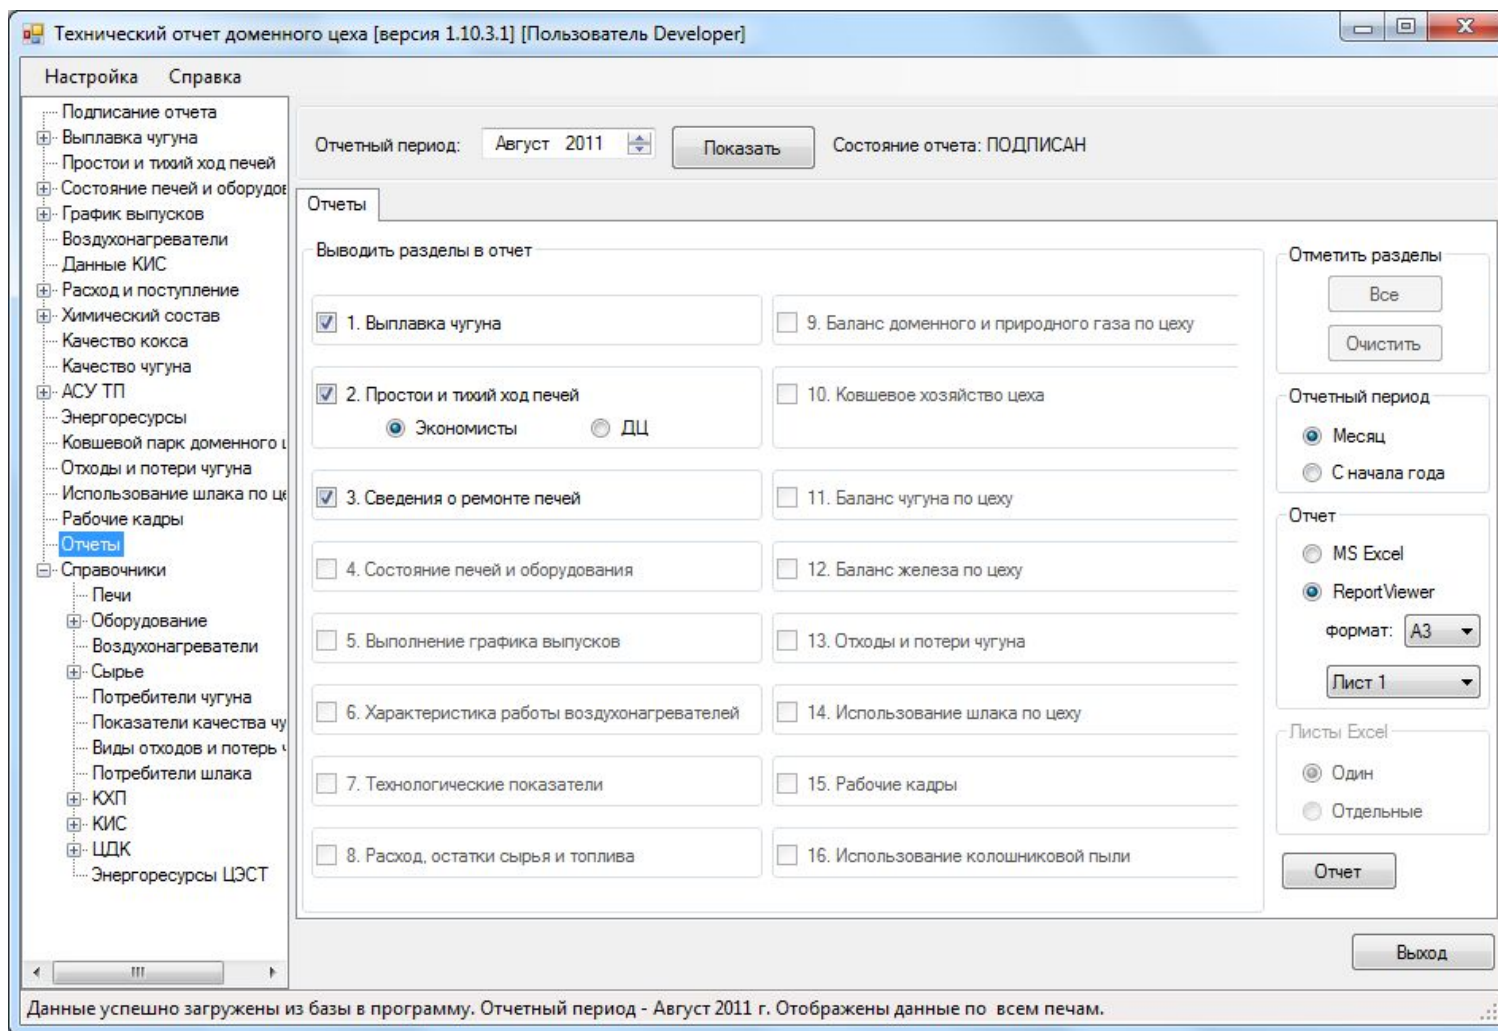 Технический отчет доменного цеха [версия 1.10.3.1] [Пользователь Developer]
Настройка Справка
Подписание отчета
Выплавка чугуна
Простои и тихий ход печей
Состояние печей и оборудов
График выпусков
Воздухонагреватели
Данные КИС
Расход и поступление
Химический состав
Качество кокса
Качество чугуна
АСУ ТП
Энергоресурсы
Ковшевой парк доменного ц
Отходы и потери чугуна
Использование шлака по це
Рабочие кадры
Отчеты
Справочники
Печи
Оборудование
Воздухонагреватели
Сырье
Потребители чугуна
Показатели качества чу
Виды отходов и потерь ч
Потребители шлака
КХП
КИС
ЦДК
Энергоресурсы ЦЭСТ
Отчетный период: Август 2011 Показать Состояние отчета: ПОДПИСАН
Отчеты
Выводить разделы в отчет
1. Выплавка чугуна
2. Простои и тихий ход печей
Экономисты ДЦ
3. Сведения о ремонте печей
4. Состояние печей и оборудования
5. Выполнение графика выпусков
6. Характеристика работы воздухонагревателей
7. Технологические показатели
8. Расход, остатки сырья и топлива
9. Баланс доменного и природного газа по цеху
10. Ковшевое хозяйство цеха
11. Баланс чугуна по цеху
12. Баланс железа по цеху
13. Отходы и потери чугуна
14. Использование шлака по цеху
15. Рабочие кадры
16. Использование колошниковой пыли
Отметить разделы
Все
Очистить
Отчетный период
Месяц
С начала года
Отчет
MS Excel
ReportViewer
формат: A3
Лист 1
Листы Excel
Один
Отдельные
Отчет
Выход
Данные успешно загружены из базы в программу. Отчетный период - Август 2011 г. Отображены данные по всем печам.